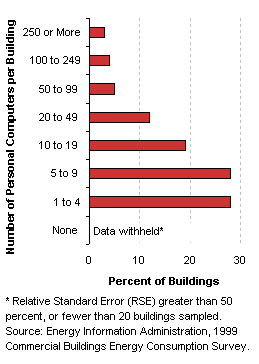 Number of Personal Computers per Building
250 or More
100 to 249
50 to 99
20 to 49
10 to 19
5 to 9
1 to 4
None
Data withheld*
0 10 20 30
Percent of Buildings
* Relative Standard Error (RSE) greater than 50
percent, or fewer than 20 buildings sampled.
Source: Energy Information Administration, 1999
Commercial Buildings Energy Consumption Survey.